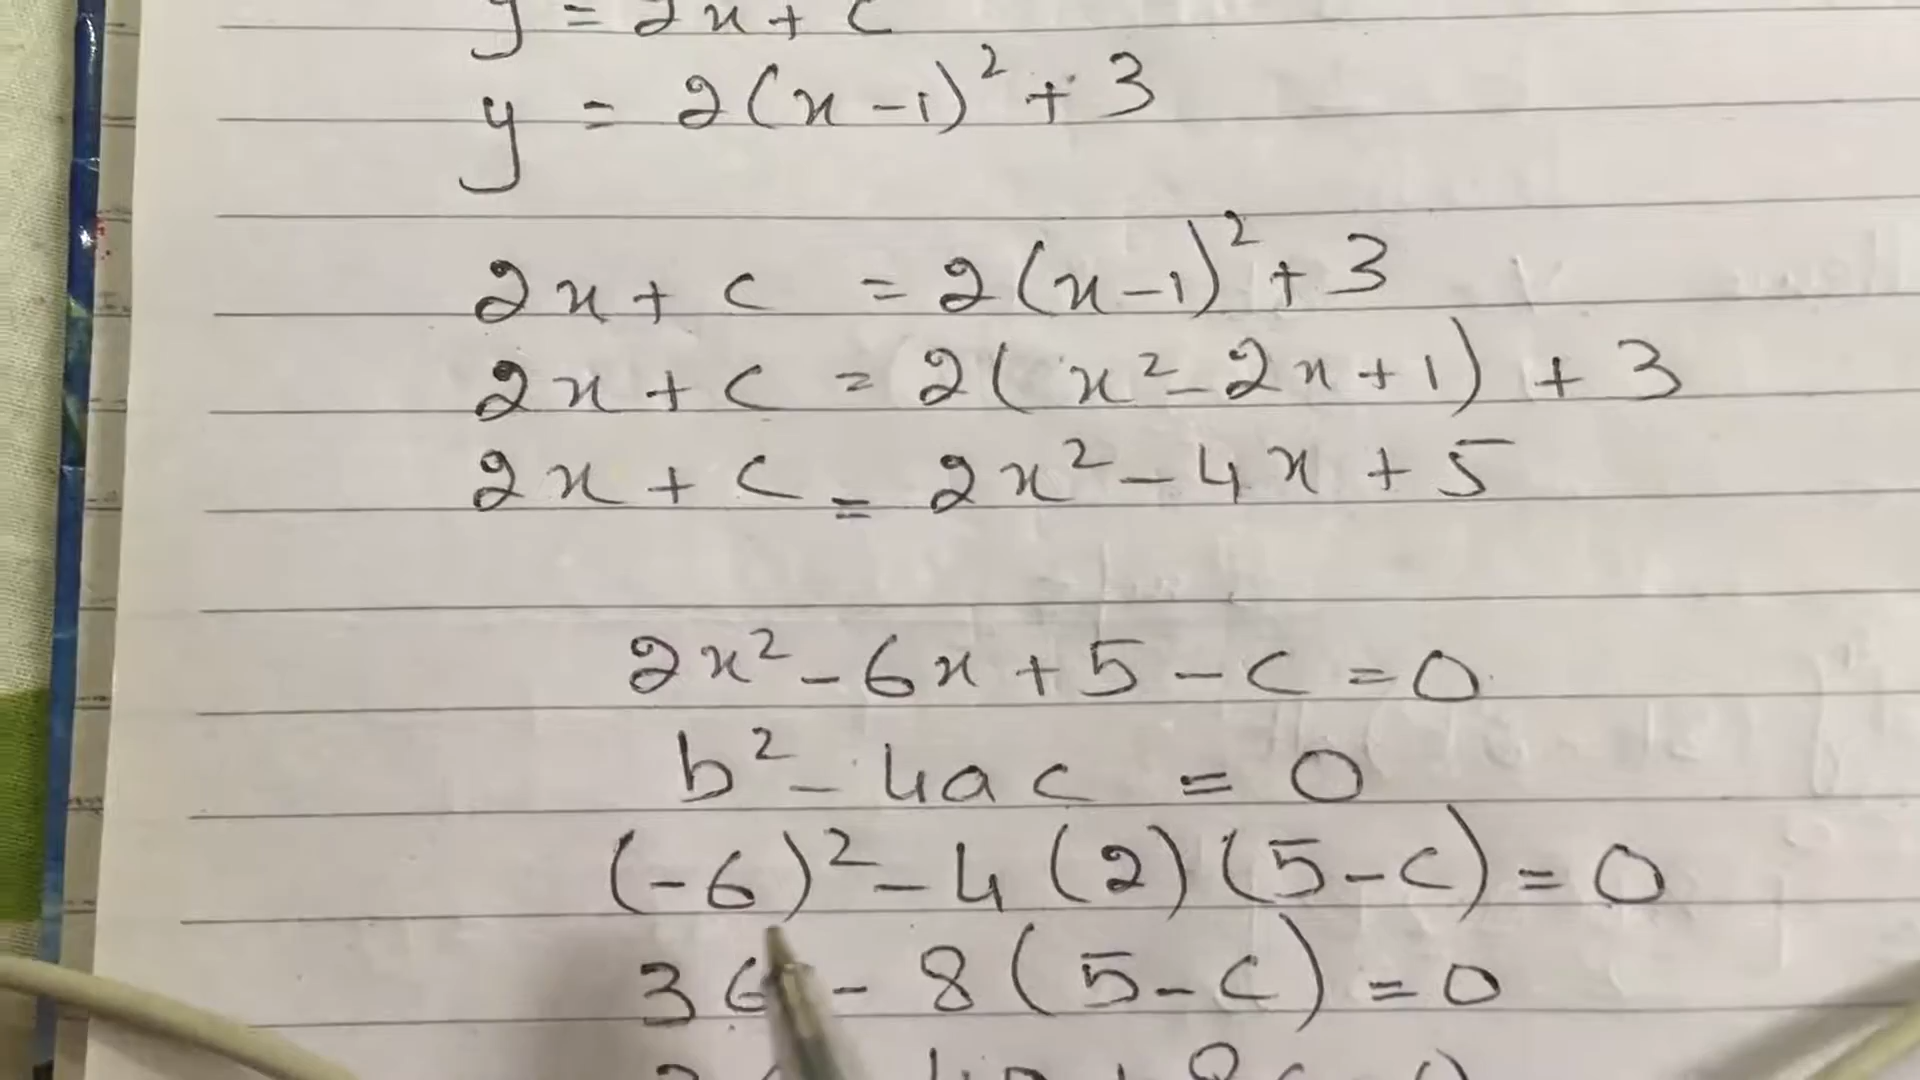 y = 2x + c
y = 2(x-1)² + 3
2x + c = 2(x-1)² + 3
2x + c = 2(x² - 2x + 1) + 3
2x + c = 2x² - 4x + 5
2x² - 6x + 5 - c = 0
b² - 4ac = 0
(-6)² - 4(2)(5-c) = 0
36 - 8(5-c) = 0